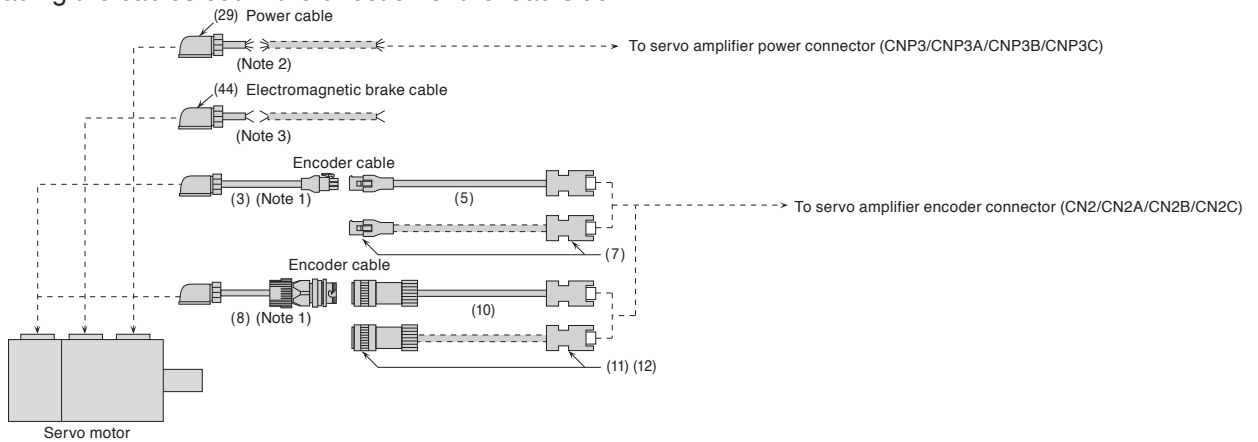 (29) Power cable
To servo amplifier power connector (CNP3/CNP3A/CNP3B/CNP3C)
(Note 2)
(44) Electromagnetic brake cable
(Note 3)
Encoder cable
(3) (Note 1)
(5)
To servo amplifier encoder connector (CN2/CN2A/CN2B/CN2C)
(7)
Encoder cable
(8) (Note 1)
(10)
(11) (12)
Servo motor